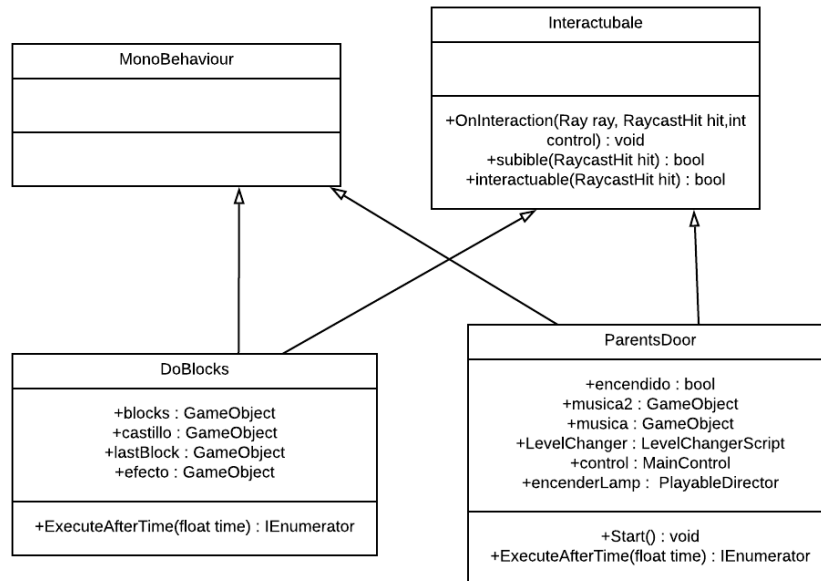 MonoBehaviour
Interactubale
+OnInteraction(Ray ray, RaycastHit hit,int
control) : void
+subible(RaycastHit hit) : bool
+interactuable(RaycastHit hit) : bool
DoBlocks
+blocks : GameObject
+castillo : GameObject
+lastBlock : GameObject
+efecto : GameObject
+ExecuteAfterTime(float time) : IEnumerator
ParentsDoor
+encendido : bool
+musica2 : GameObject
+musica : GameObject
+LevelChanger : LevelChangerScript
+control : MainControl
+encenderLamp : PlayableDirector
+Start() : void
+ExecuteAfterTime(float time) : IEnumerator